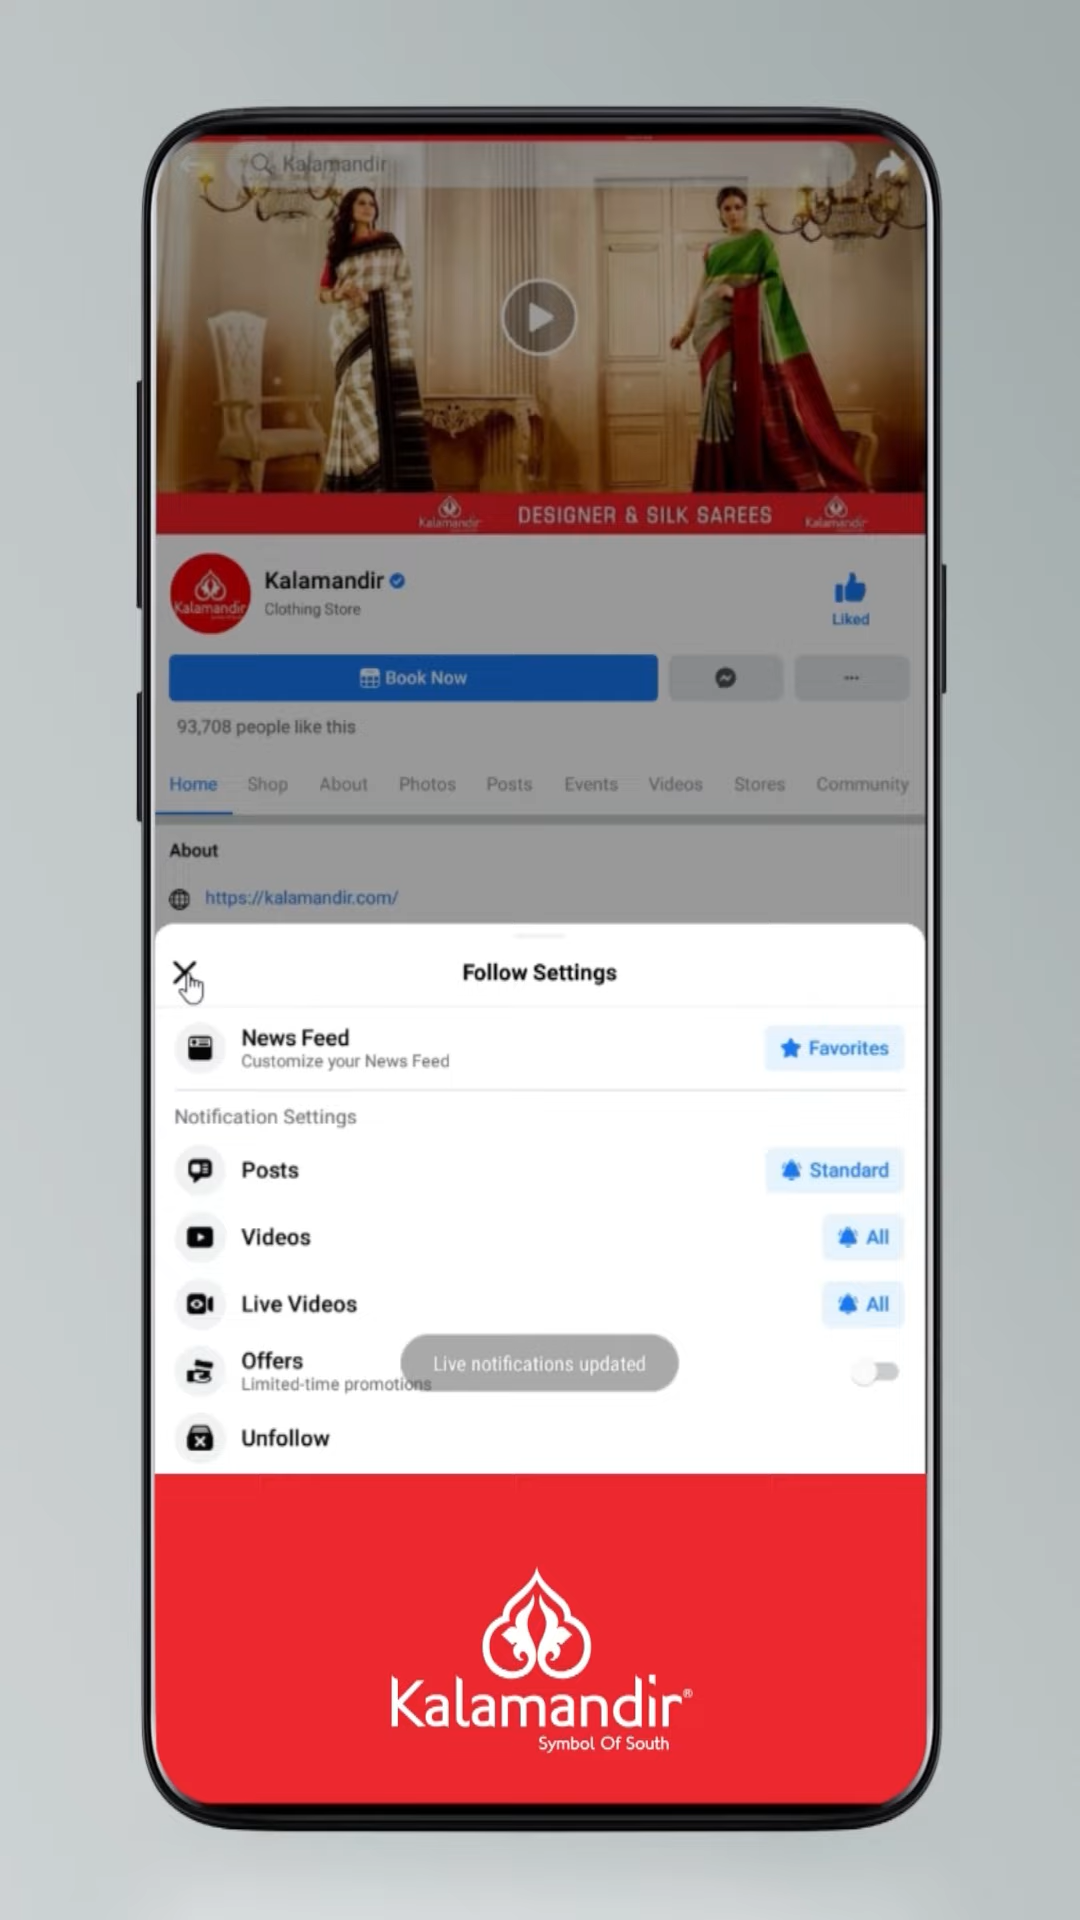 Kalamandir
Kalamandir
DESIGNER & SILK SAREES
Kalamandir
Kalamandir
Kalamandir
Clothing Store
Liked
Book Now
...
93,708 people like this
Home Shop About Photos Posts Events Videos Stores Community
About
https://kalamandir.com/
Follow Settings
News Feed
Customize your News Feed
Favorites
Notification Settings
Posts
Standard
Videos
All
Live Videos
All
Offers
Limited-time promotions
Live notifications updated
Unfollow
Kalamandir®
Symbol Of South